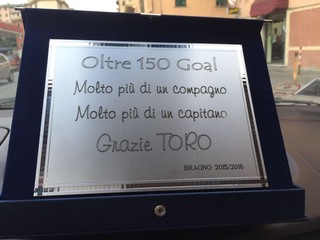 Oltre 150 Goal
Molto più di un compagno
Molto più di un capitano
Grazie TORO
BRAGNO 2015/2016